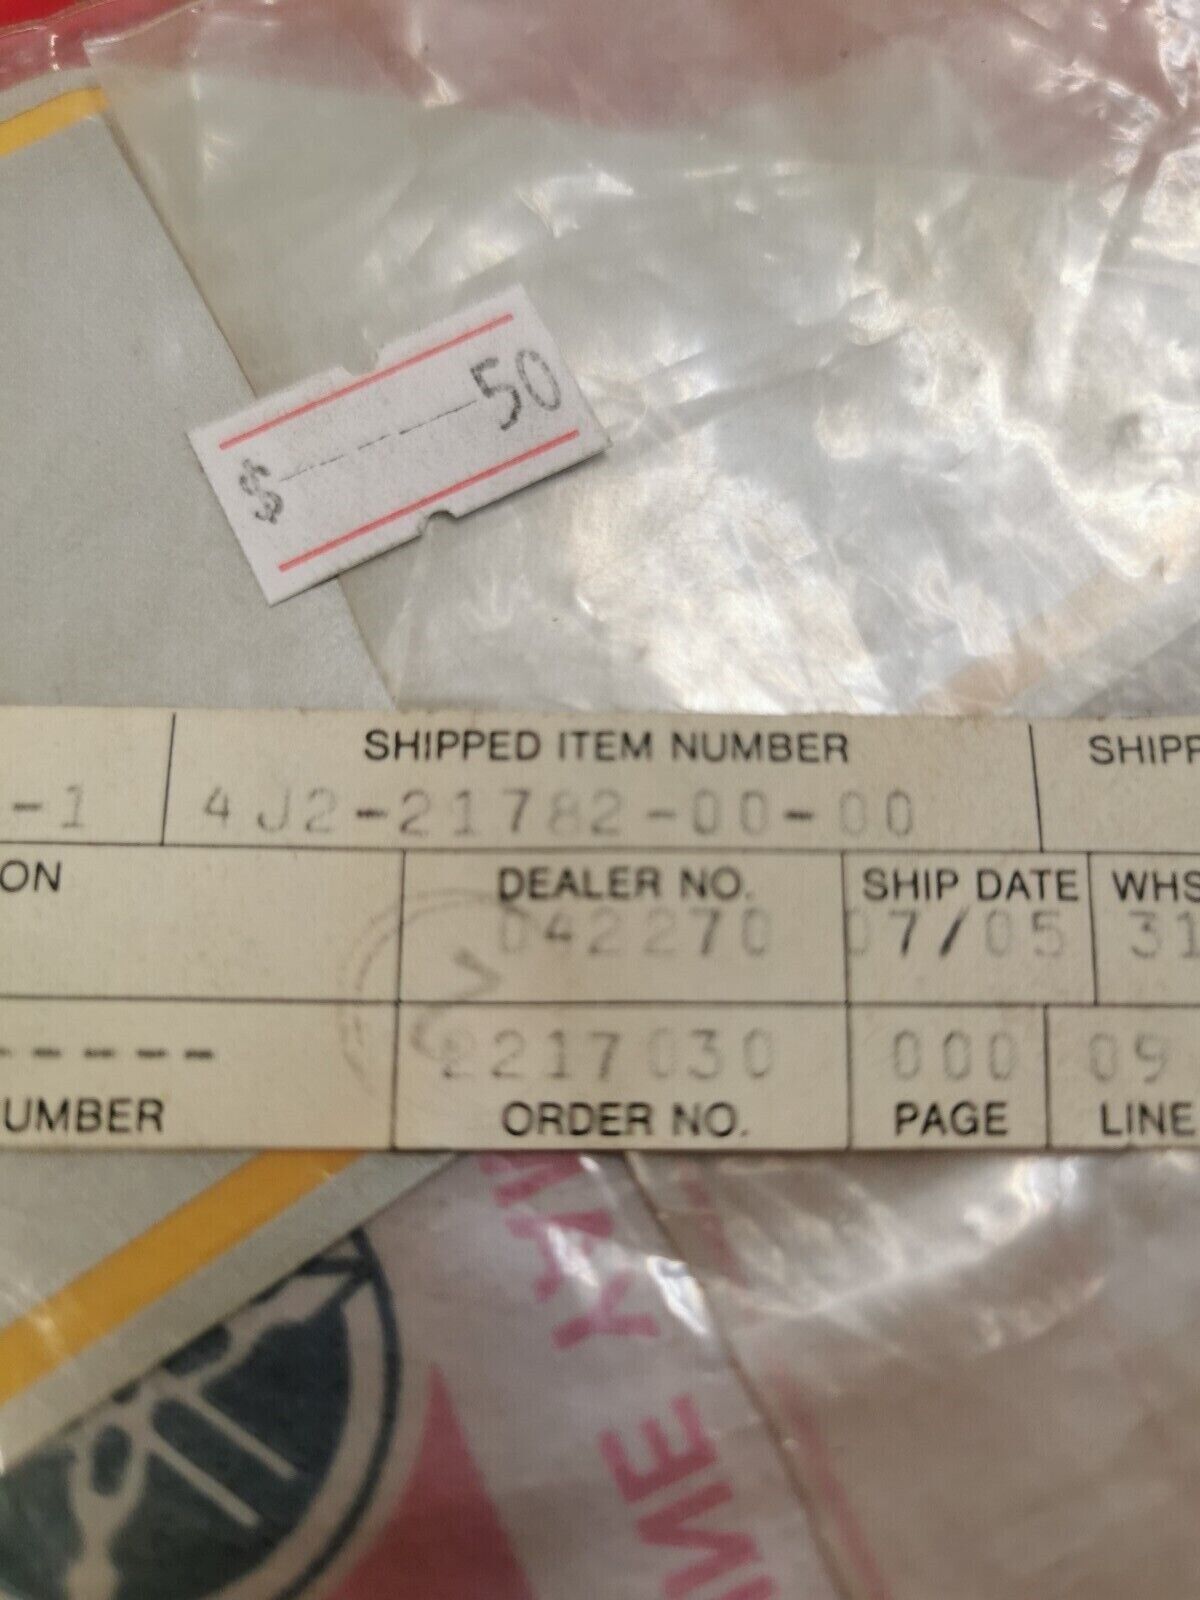 $ ---- 50
SHIPPED ITEM NUMBER SHIPP
-1 4J2-21782-00-00
ON DEALER NO. SHIP DATE WHS
042270 07/05 31
----- 2217030 000 09
UMBER ORDER NO. PAGE LINE